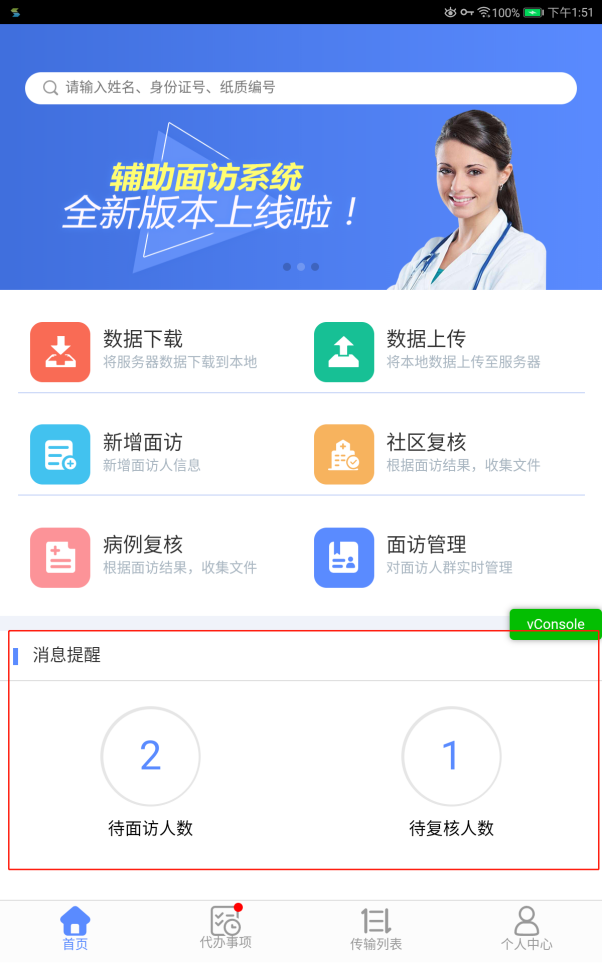 100% 下午1:51
请输入姓名、身份证号、纸质编号
辅助面访系统
全新版本上线啦！
数据下载
将服务器数据下载到本地
数据上传
将本地数据上传至服务器
新增面访
新增面访人信息
社区复核
根据面访结果，收集文件
病例复核
根据面访结果，收集文件
面访管理
对面访人群实时管理
vConsole
消息提醒
2
待面访人数
1
待复核人数
首页
代办事项
传输列表
个人中心